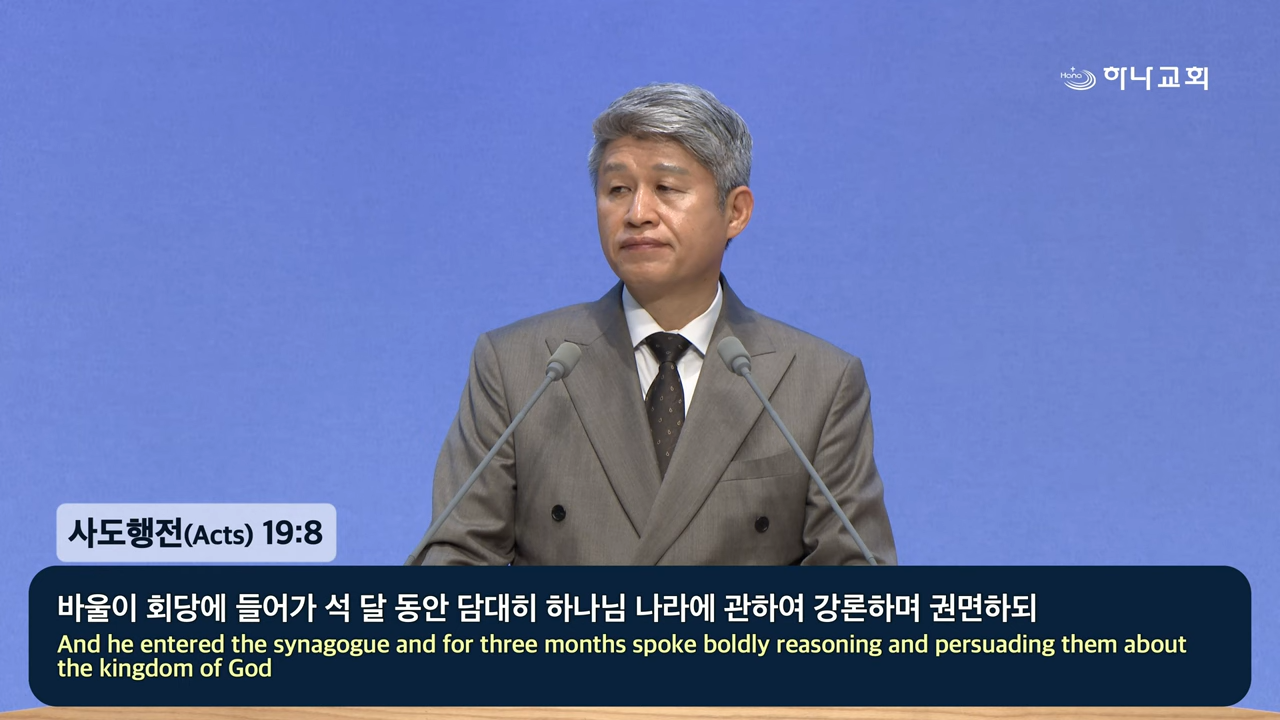 Hana 하나교회
사도행전(Acts) 19:8
바울이 회당에 들어가 석 달 동안 담대히 하나님 나라에 관하여 강론하며 권면하되
And he entered the synagogue and for three months spoke boldly reasoning and persuading them about
the kingdom of God